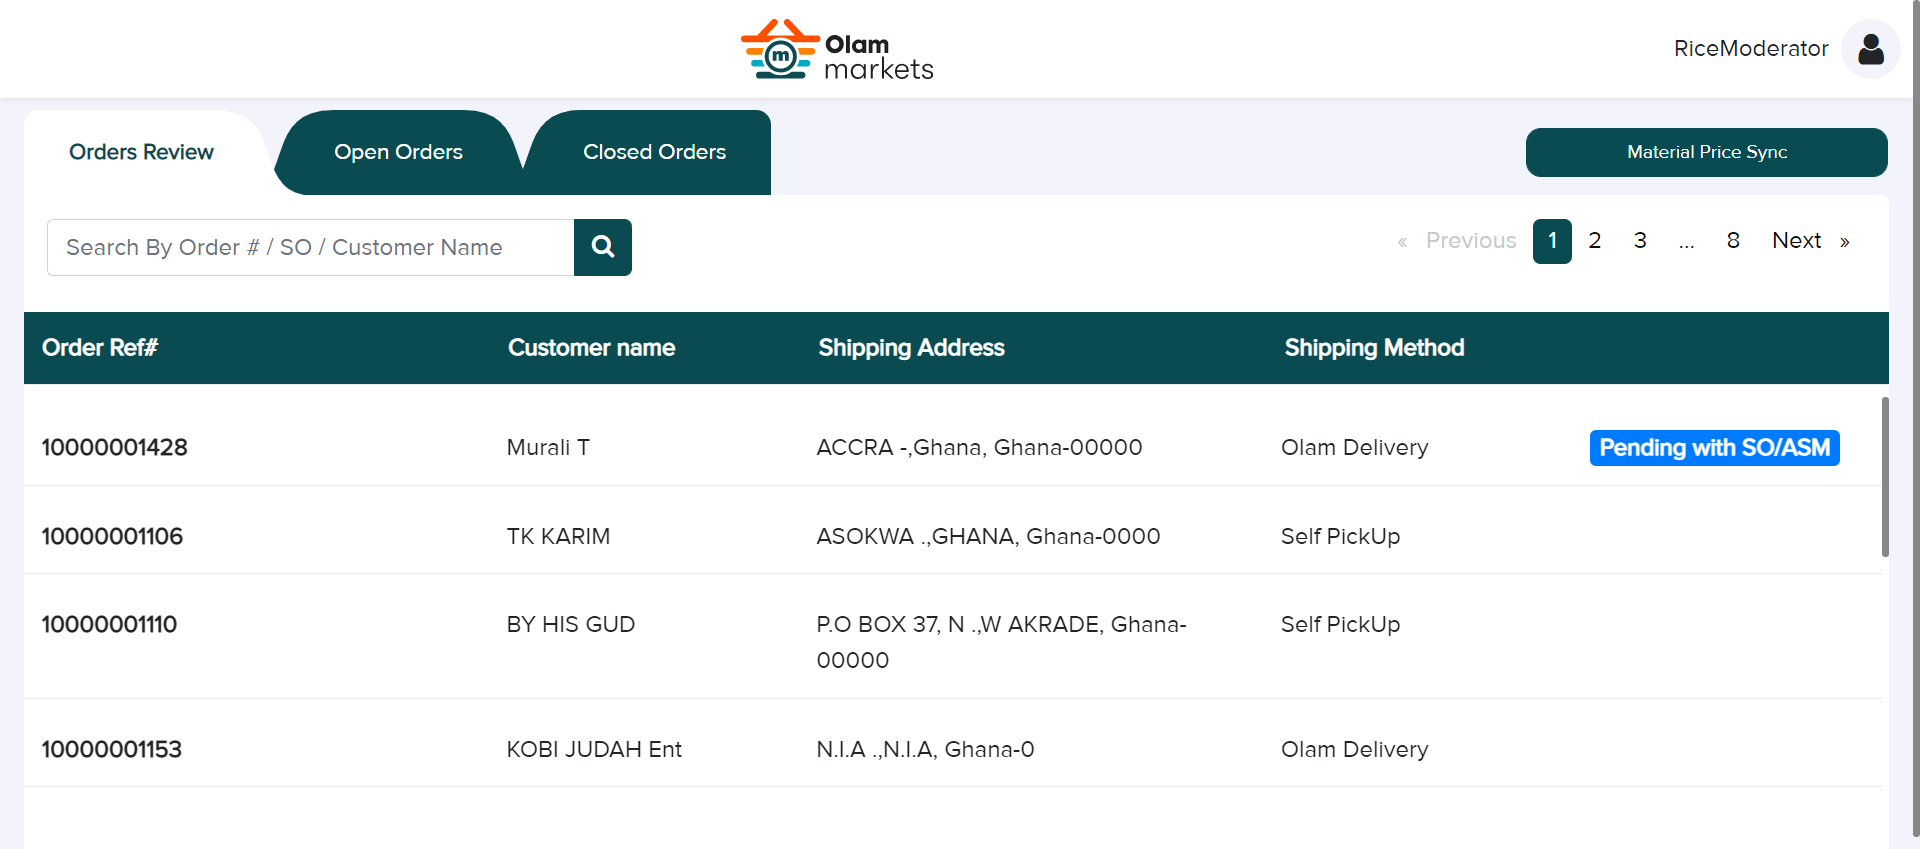 m
Olam
markets
RiceModerator
Orders Review
Open Orders
Closed Orders
Material Price Sync
Search By Order # / SO / Customer Name
« Previous 1 2 3 ... 8 Next »
Order Ref# Customer name Shipping Address Shipping Method
10000001428 Murali T ACCRA -,Ghana, Ghana-00000 Olam Delivery Pending with SO/ASM
10000001106 TK KARIM ASOKWA .,GHANA, Ghana-0000 Self PickUp
10000001110 BY HIS GUD P.O BOX 37, N .,W AKRADE, Ghana- Self PickUp
00000
10000001153 KOBI JUDAH Ent N.I.A .,N.I.A, Ghana-0 Olam Delivery